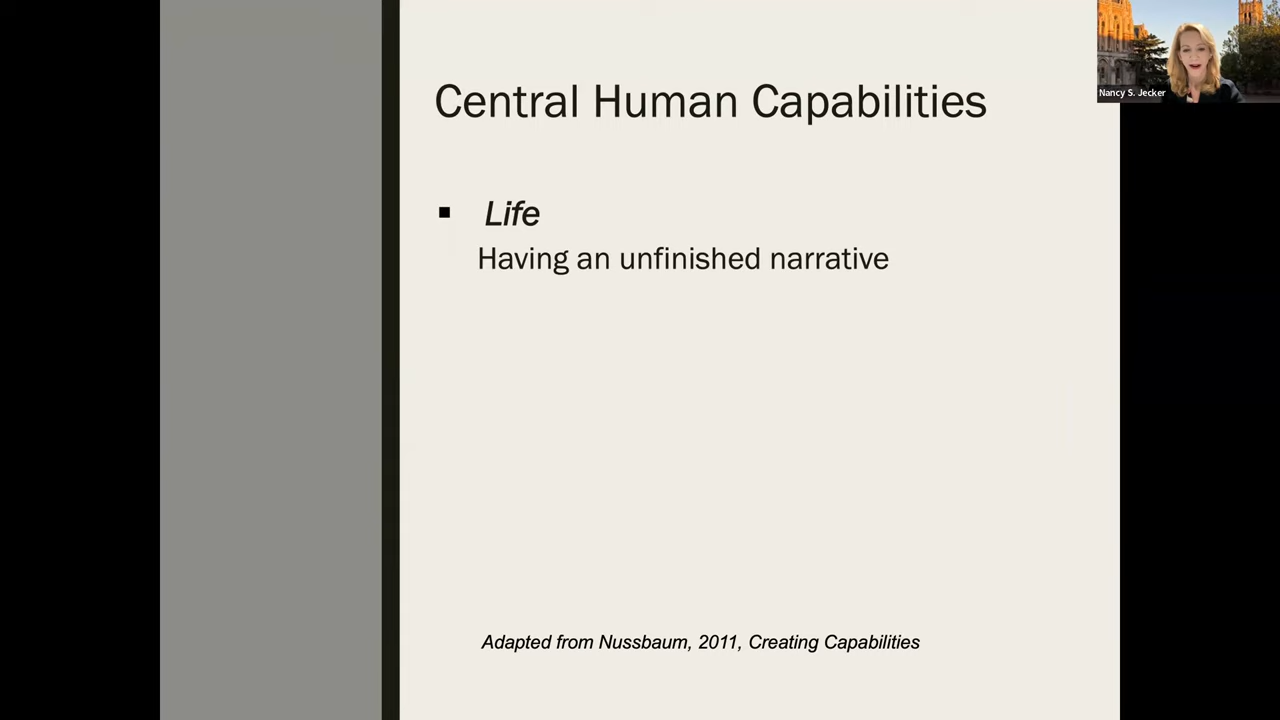 Central Human Capabilities
Nancy S. Jecker
▪ Life
Having an unfinished narrative
Adapted from Nussbaum, 2011, Creating Capabilities